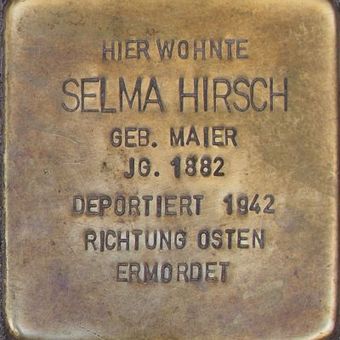 HIER WOHNTE
SELMA HIRSCH
GEB. MAIER
JG. 1882
DEPORTIERT 1942
RICHTUNG OSTEN
ERMORDET